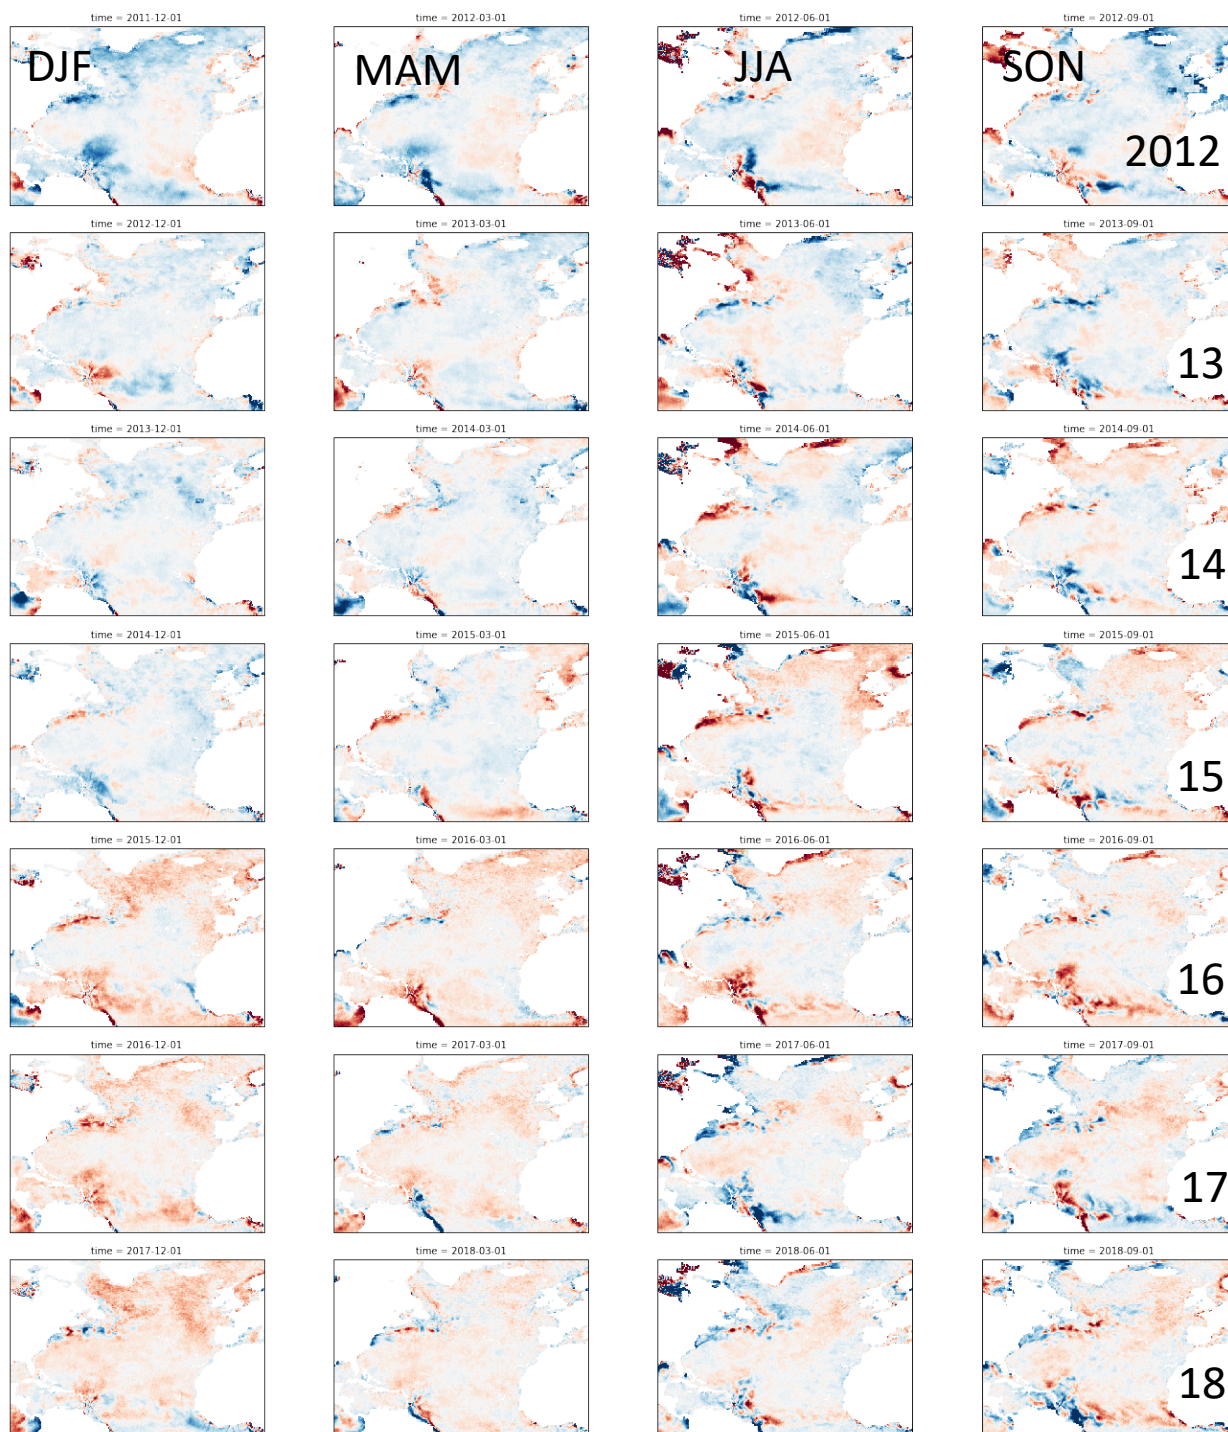 time = 2011-12-01
time = 2012-03-01
time = 2012-06-01
time = 2012-09-01
DJF
MAM
JJA
SON
2012
time = 2012-12-01
time = 2013-03-01
time = 2013-06-01
time = 2013-09-01
13
time = 2013-12-01
time = 2014-03-01
time = 2014-06-01
time = 2014-09-01
14
time = 2014-12-01
time = 2015-03-01
time = 2015-06-01
time = 2015-09-01
15
time = 2015-12-01
time = 2016-03-01
time = 2016-06-01
time = 2016-09-01
16
time = 2016-12-01
time = 2017-03-01
time = 2017-06-01
time = 2017-09-01
17
time = 2017-12-01
time = 2018-03-01
time = 2018-06-01
time = 2018-09-01
18